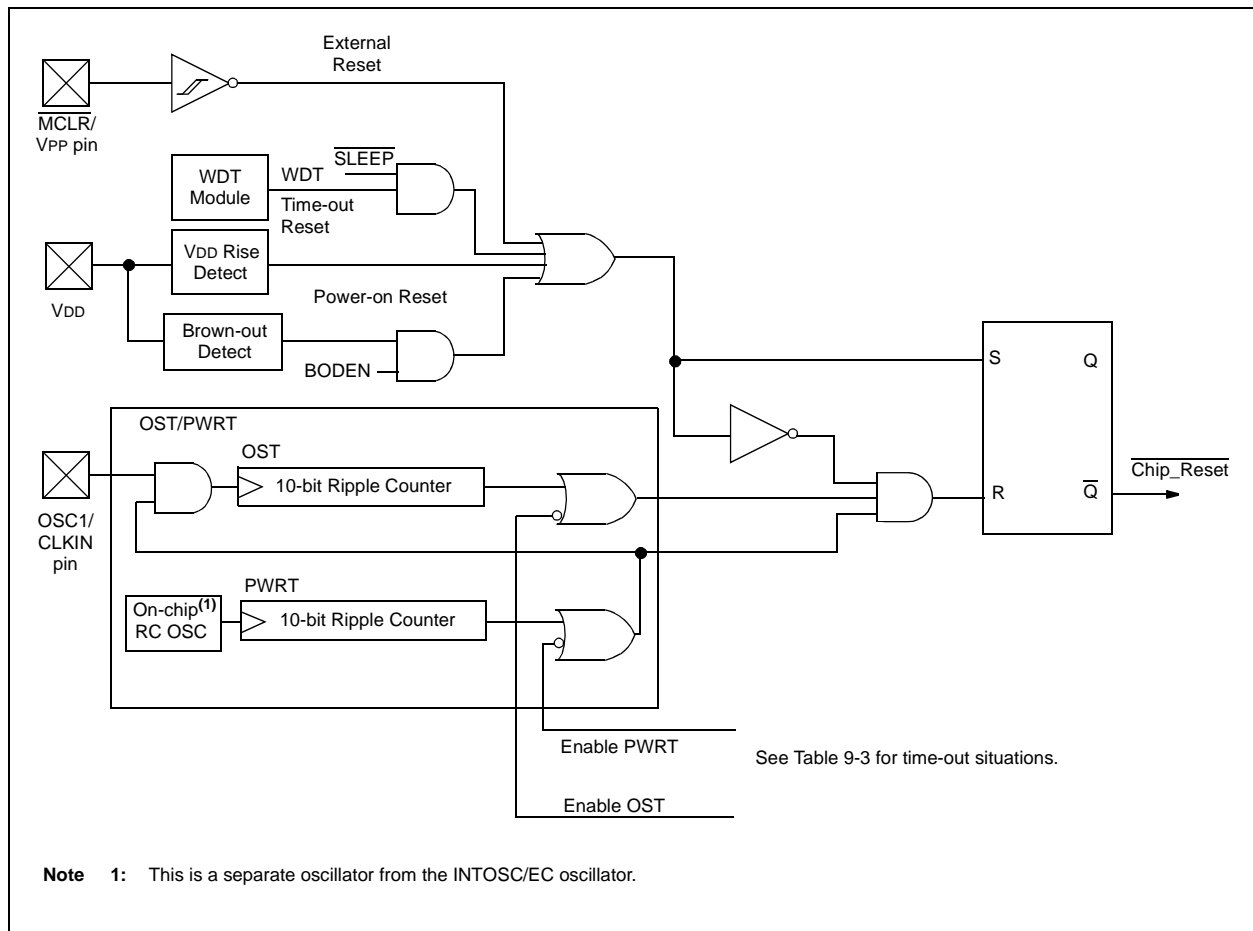 External
Reset
MCLR/
VPP pin
SLEEP
WDT
Module
WDT
Time-out
Reset
VDD Rise
Detect
VDD
Power-on Reset
Brown-out
Detect
BODEN
S
Q
OST/PWRT
OST
10-bit Ripple Counter
Chip_Reset
R
Q
OSC1/
CLKIN
pin
PWRT
On-chip(1)
RC OSC
10-bit Ripple Counter
Enable PWRT
See Table 9-3 for time-out situations.
Enable OST
Note 1: This is a separate oscillator from the INTOSC/EC oscillator.